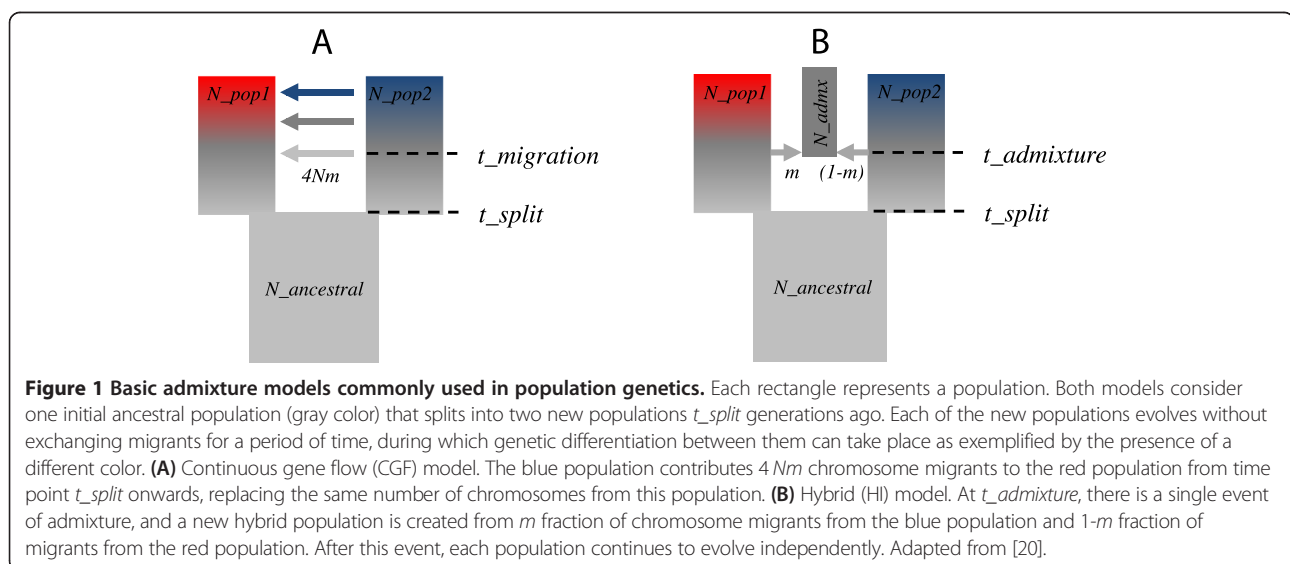 A
B
N_pop1
N_pop2
4Nm
t_migration
t_split
N_ancestral
N_pop1
N_admx
N_pop2
m
(1-m)
t_admixture
t_split
N_ancestral
Figure 1 Basic admixture models commonly used in population genetics. Each rectangle represents a population. Both models consider
one initial ancestral population (gray color) that splits into two new populations t_split generations ago. Each of the new populations evolves without
exchanging migrants for a period of time, during which genetic differentiation between them can take place as exemplified by the presence of a
different color. (A) Continuous gene flow (CGF) model. The blue population contributes 4 Nm chromosome migrants to the red population from time
point t_split onwards, replacing the same number of chromosomes from this population. (B) Hybrid (HI) model. At t_admixture, there is a single event
of admixture, and a new hybrid population is created from m fraction of chromosome migrants from the blue population and 1-m fraction of
migrants from the red population. After this event, each population continues to evolve independently. Adapted from [20].